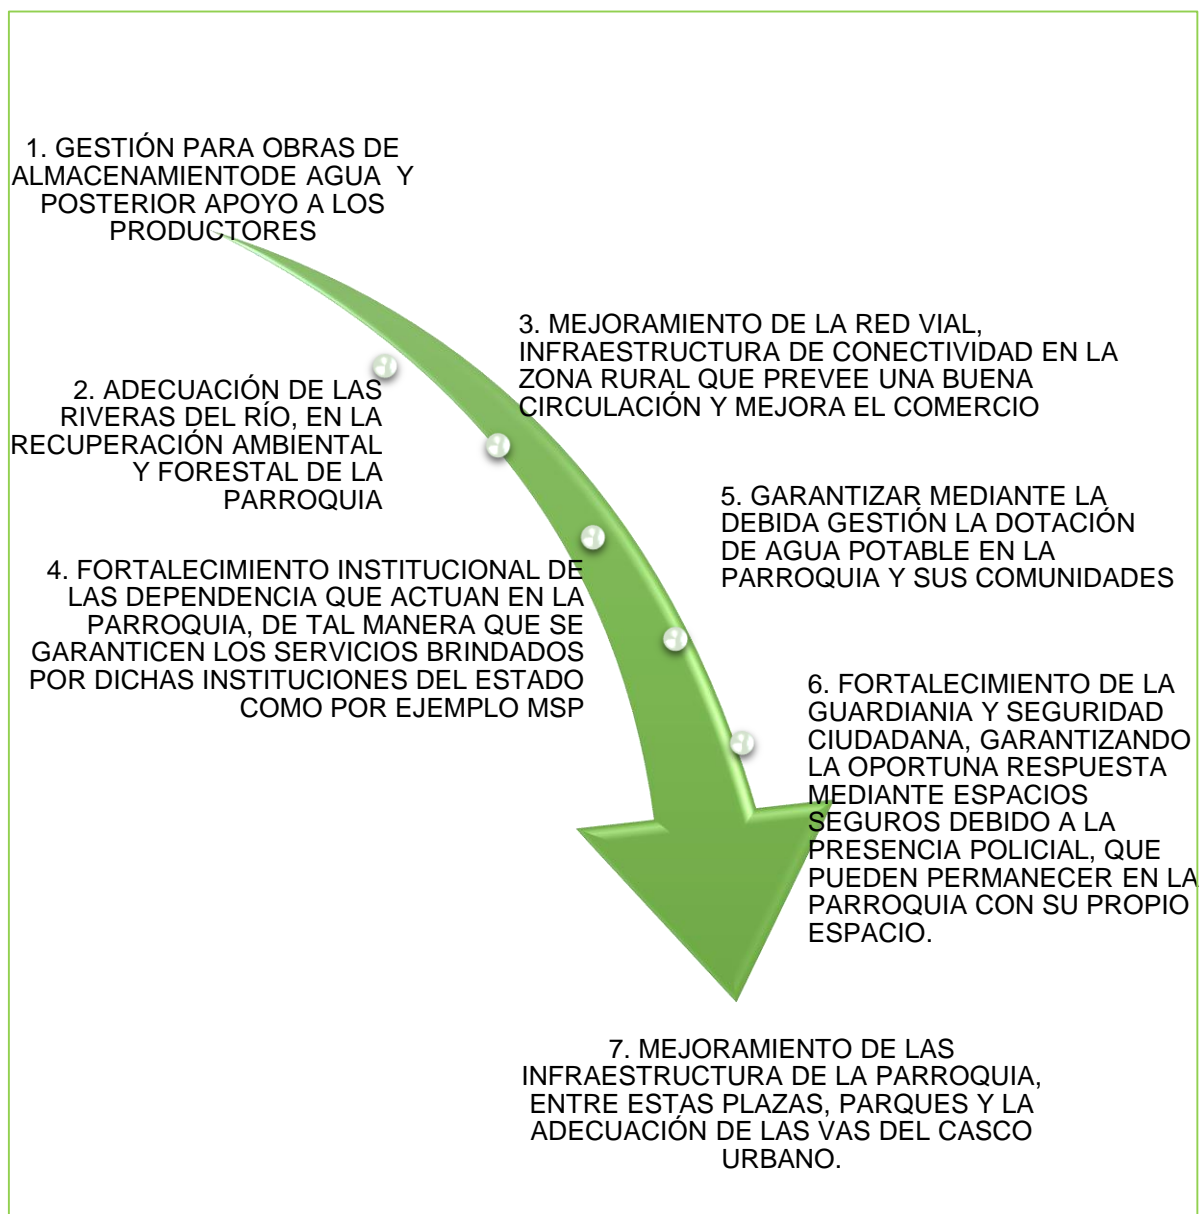 1. GESTIÓN PARA OBRAS DE
ALMACENAMIENTODE AGUA Y
POSTERIOR APOYO A LOS
PRODUCTORES
2. ADECUACIÓN DE LAS
RIVERAS DEL RÍO, EN LA
RECUPERACIÓN AMBIENTAL
Y FORESTAL DE LA
PARROQUIA
3. MEJORAMIENTO DE LA RED VIAL,
INFRAESTRUCTURA DE CONECTIVIDAD EN LA
ZONA RURAL QUE PREVEE UNA BUENA
CIRCULACIÓN Y MEJORA EL COMERCIO
4. FORTALECIMIENTO INSTITUCIONAL DE
LAS DEPENDENCIA QUE ACTUAN EN LA
PARROQUIA, DE TAL MANERA QUE SE
GARANTICEN LOS SERVICIOS BRINDADOS
POR DICHAS INSTITUCIONES DEL ESTADO
COMO POR EJEMPLO MSP
5. GARANTIZAR MEDIANTE LA
DEBIDA GESTIÓN LA DOTACIÓN
DE AGUA POTABLE EN LA
PARROQUIA Y SUS COMUNIDADES
6. FORTALECIMIENTO DE LA
GUARDIANIA Y SEGURIDAD
CIUDADANA, GARANTIZANDO
LA OPORTUNA RESPUESTA
MEDIANTE ESPACIOS
SEGUROS DEBIDO A LA
PRESENCIA POLICIAL, QUE
PUEDEN PERMANECER EN LA
PARROQUIA CON SU PROPIO
ESPACIO.
7. MEJORAMIENTO DE LAS
INFRAESTRUCTURA DE LA PARROQUIA,
ENTRE ESTAS PLAZAS, PARQUES Y LA
ADECUACIÓN DE LAS VAS DEL CASCO
URBANO.